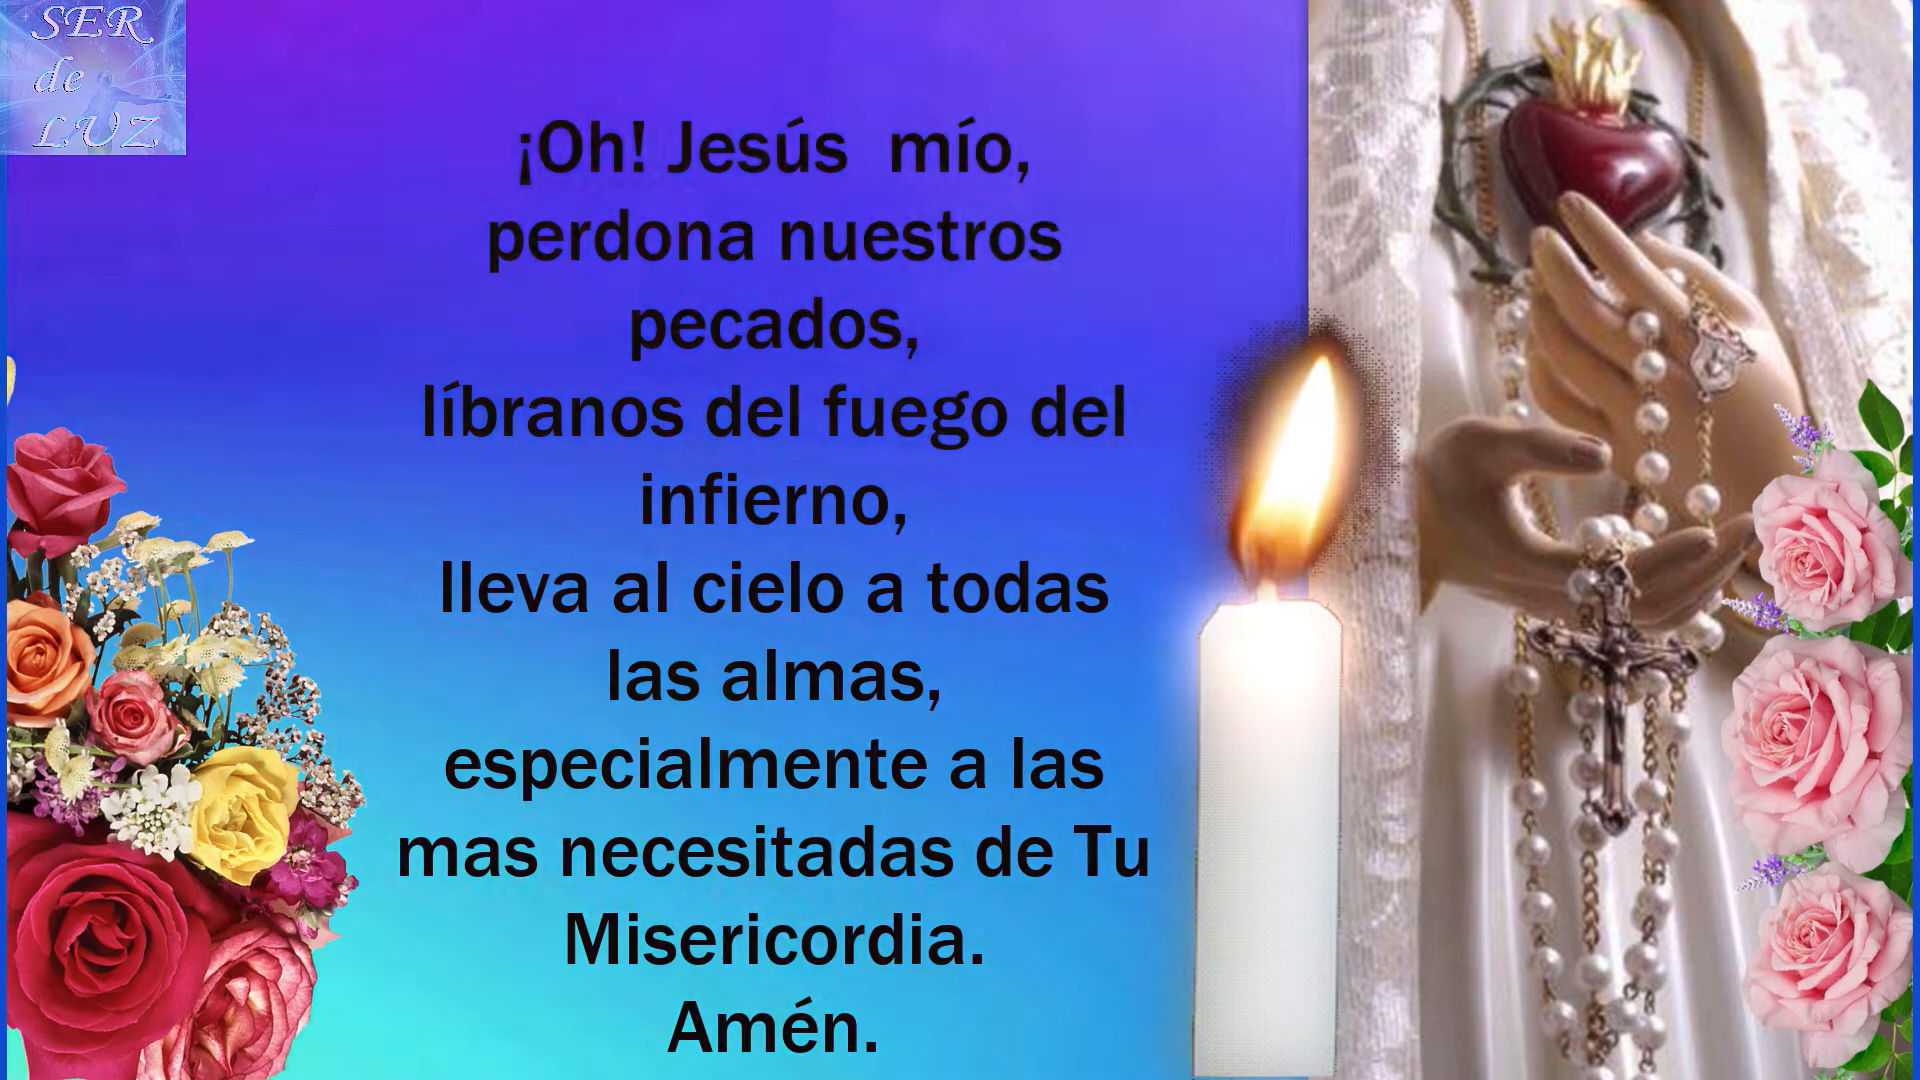 SER
de
LUZ
¡Oh! Jesús mío,
perdona nuestros
pecados,
líbranos del fuego del
infierno,
lleva al cielo a todas
las almas,
especialmente a las
mas necesitadas de Tu
Misericordia.
Amén.